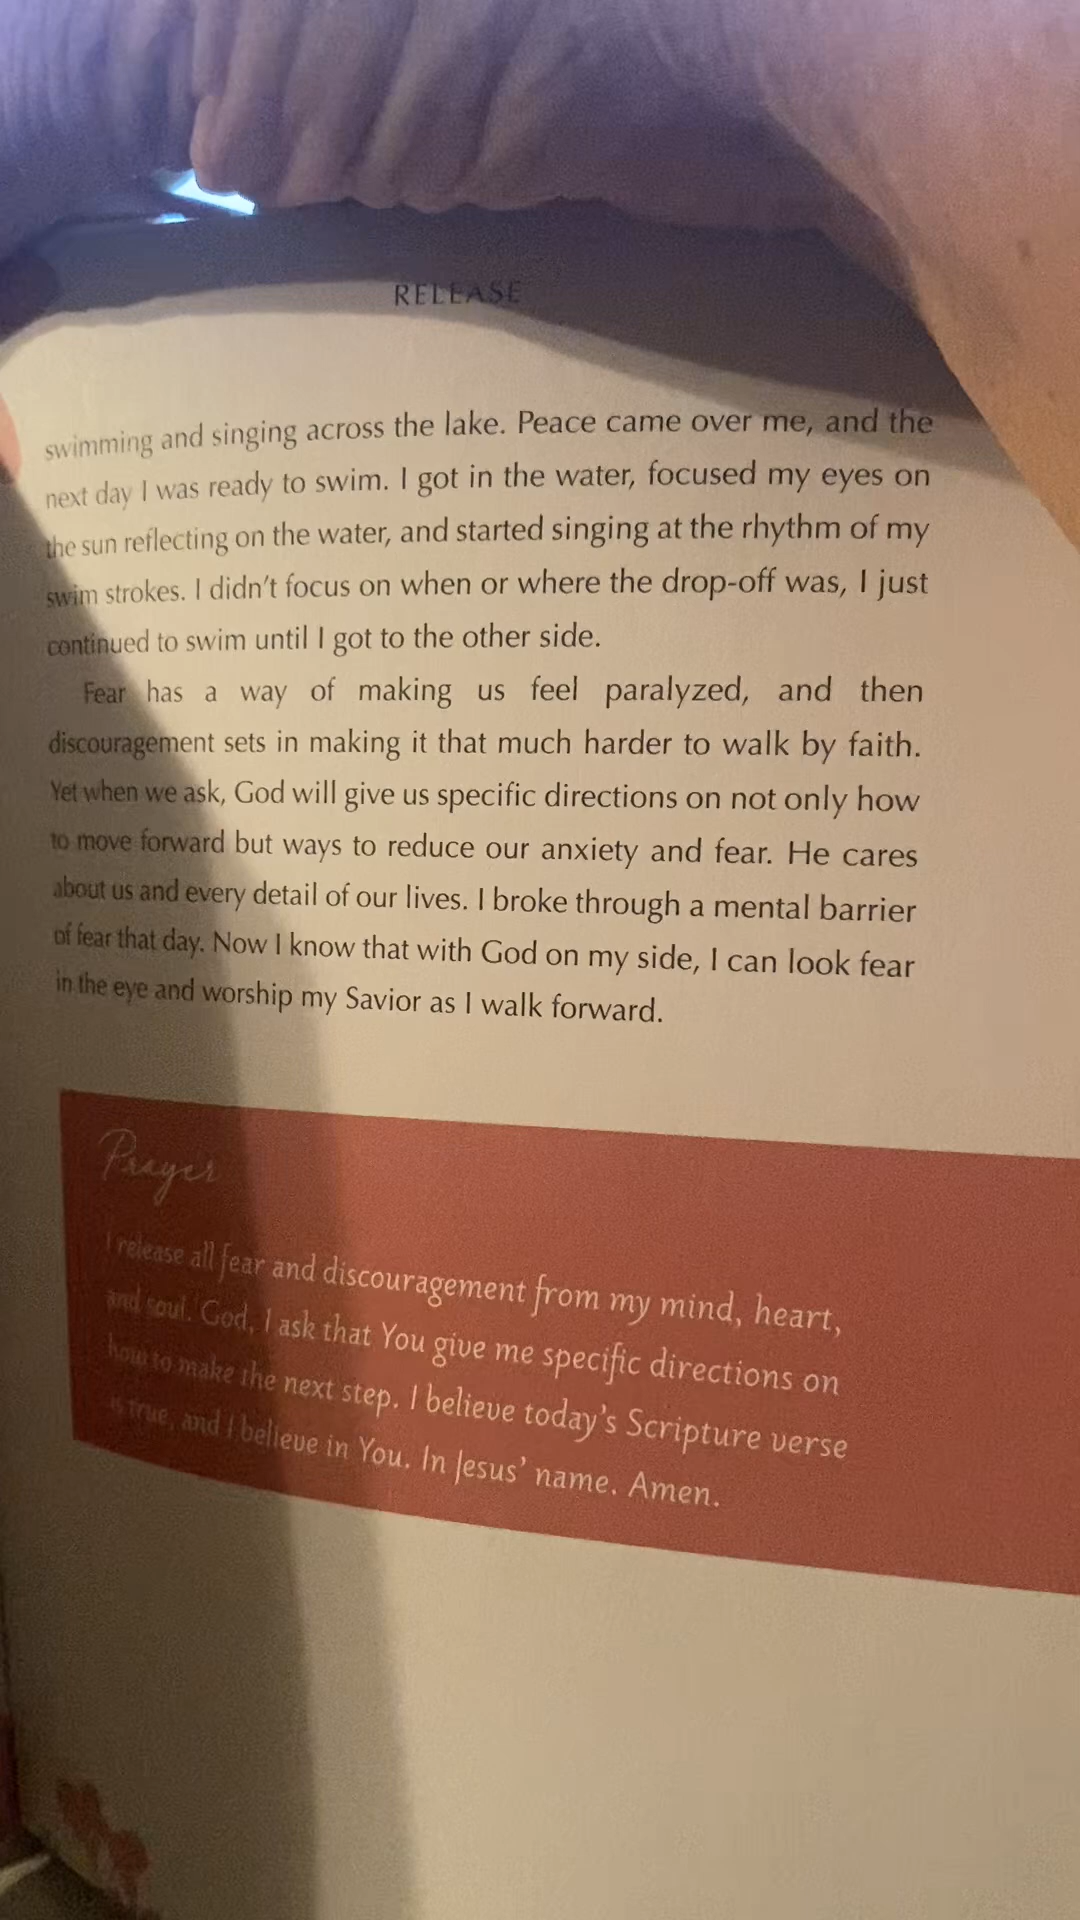 RELEASE
swimming and singing across the lake. Peace came over me, and the
next day I was ready to swim. I got in the water, focused my eyes on
the sun reflecting on the water, and started singing at the rhythm of my
swim strokes. I didn't focus on when or where the drop-off was, I just
continued to swim until I got to the other side.
Fear has a way of making us feel paralyzed, and then
discouragement sets in making it that much harder to walk by faith.
Yet when we ask, God will give us specific directions on not only how
to move forward but ways to reduce our anxiety and fear. He cares
about us and every detail of our lives. I broke through a mental barrier
of fear that day. Now I know that with God on my side, I can look fear
in the eye and worship my Savior as I walk forward.
Prayer
I release all fear and discouragement from my mind, heart,
and soul. God, I ask that You give me specific directions on
how to make the next step. I believe today's Scripture verse
is true, and I believe in You. In Jesus' name. Amen.